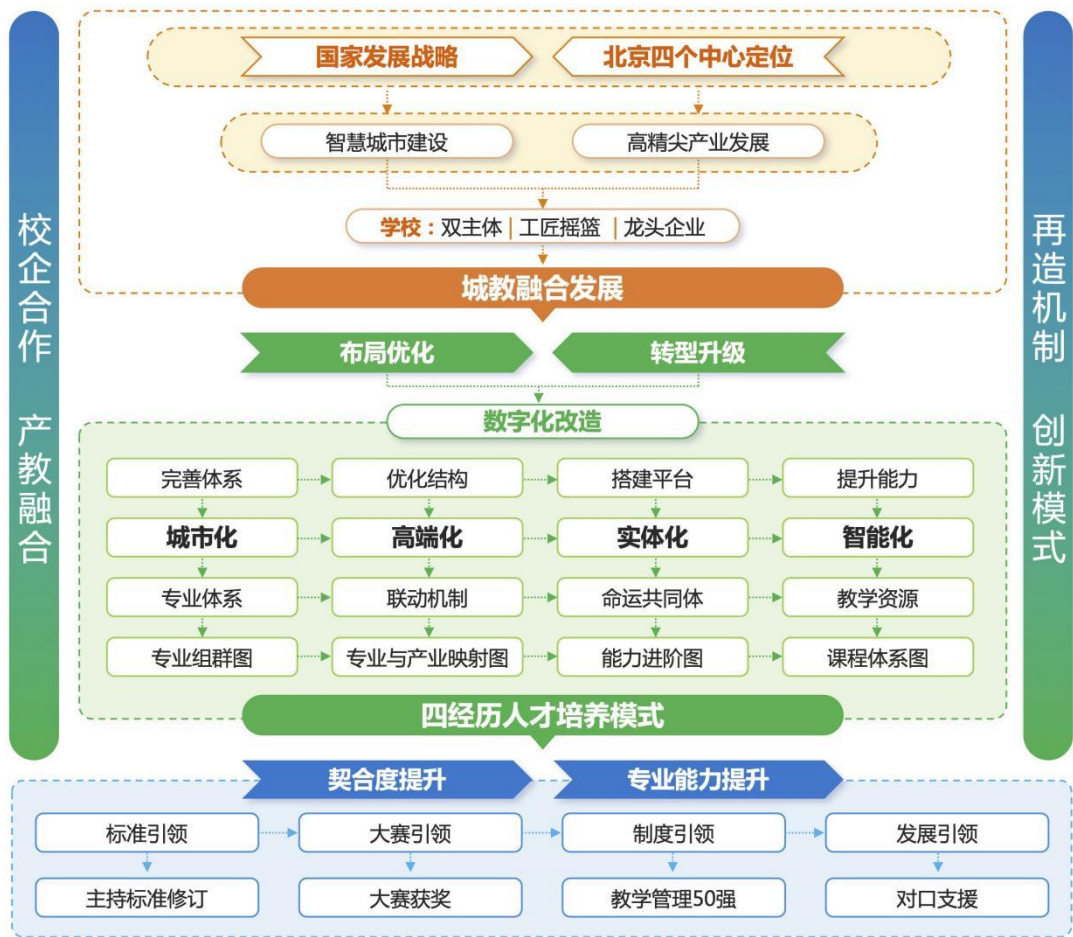 校企合作 产教融合
再造机制 创新模式
国家发展战略
北京四个中心定位
智慧城市建设
高精尖产业发展
学校：双主体 | 工匠摇篮 | 龙头企业
城教融合发展
布局优化
转型升级
数字化改造
完善体系
优化结构
搭建平台
提升能力
城市化
高端化
实体化
智能化
专业体系
联动机制
命运共同体
教学资源
专业组群图
专业与产业映射图
能力进阶图
课程体系图
四经历人才培养模式
契合度提升
专业能力提升
标准引领
大赛引领
制度引领
发展引领
主持标准修订
大赛获奖
教学管理50强
对口支援